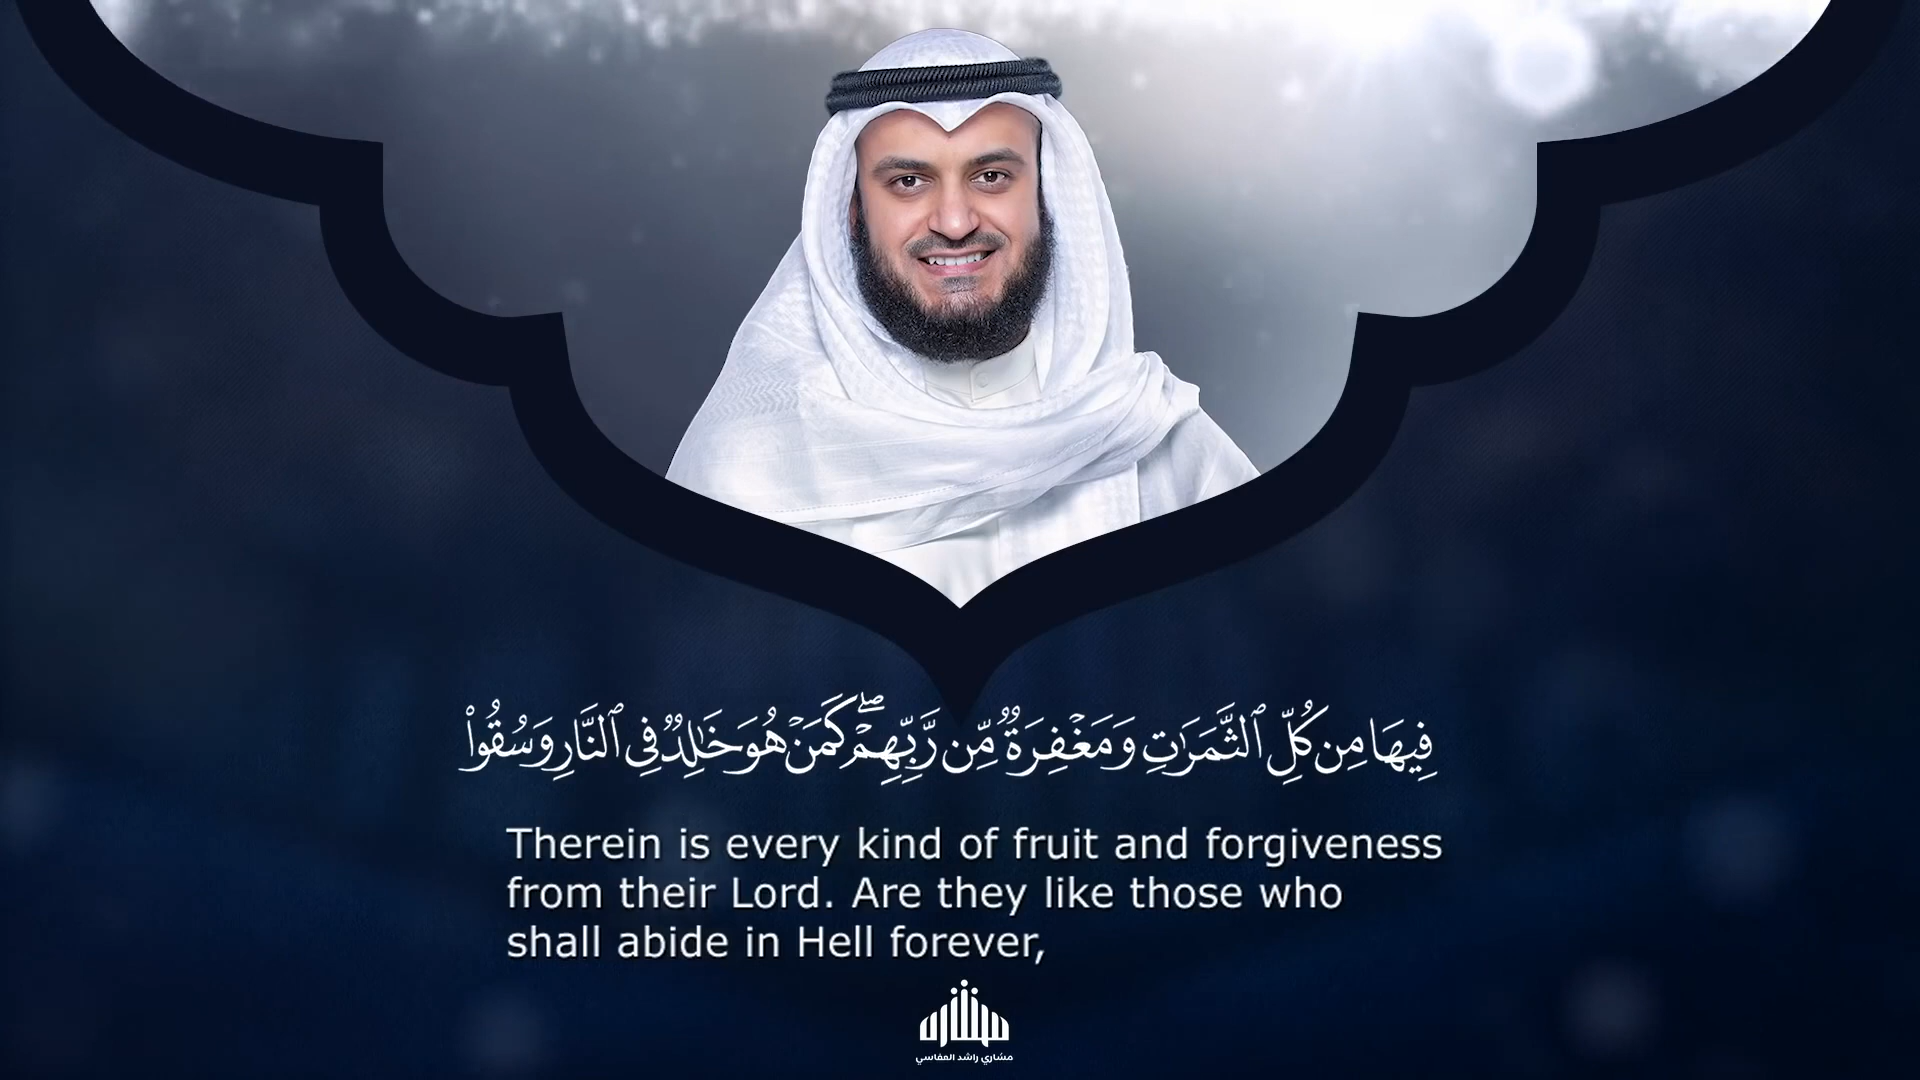 فِيهَا مِن كُلِّ ٱلثَّمَرَٰتِ وَمَغْفِرَةٌ مِّن رَّبِّهِمْ ۖ كَمَنْ هُوَ خَٰلِدٌ فِى ٱلنَّارِ وَسُقُوا۟
Therein is every kind of fruit and forgiveness
from their Lord. Are they like those who
shall abide in Hell forever,
مشاري راشد العفاسي